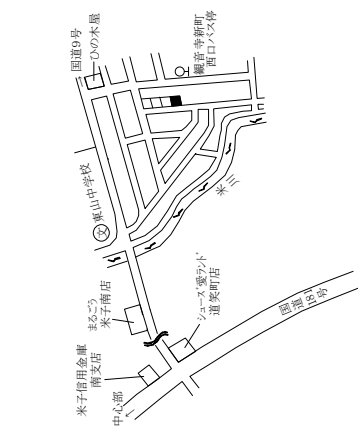 国道9号
ひの木屋
観音寺新町
西口バス停
文
東山中学校
米川
まるごう
米子南店
シューズ"愛ランド"
道笑町店
国道181号
米子信用金庫
南支店
中心部